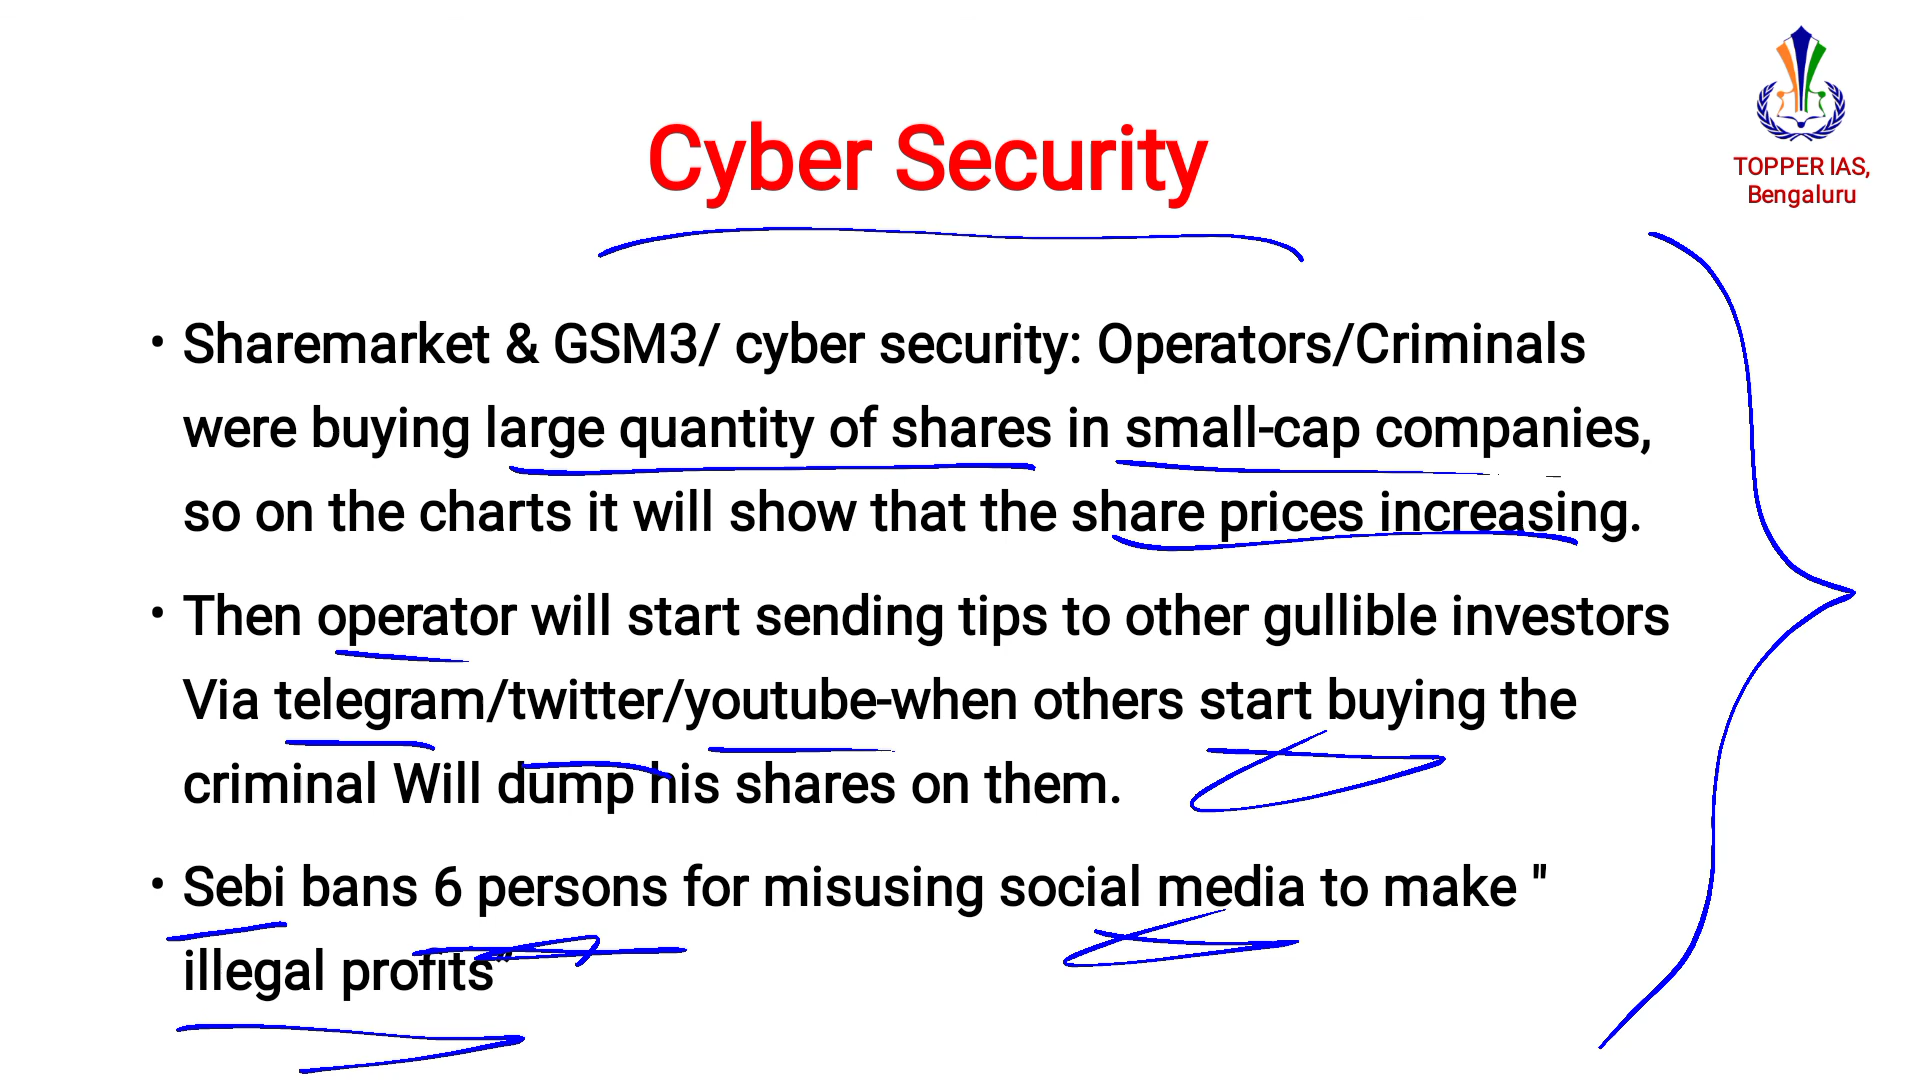 TOPPER IAS,
Bengaluru
Cyber Security
• Sharemarket & GSM3/ cyber security: Operators/Criminals
were buying large quantity of shares in small-cap companies,
so on the charts it will show that the share prices increasing.
• Then operator will start sending tips to other gullible investors
Via telegram/twitter/youtube-when others start buying the
criminal Will dump his shares on them.
• Sebi bans 6 persons for misusing social media to make "
illegal profits“